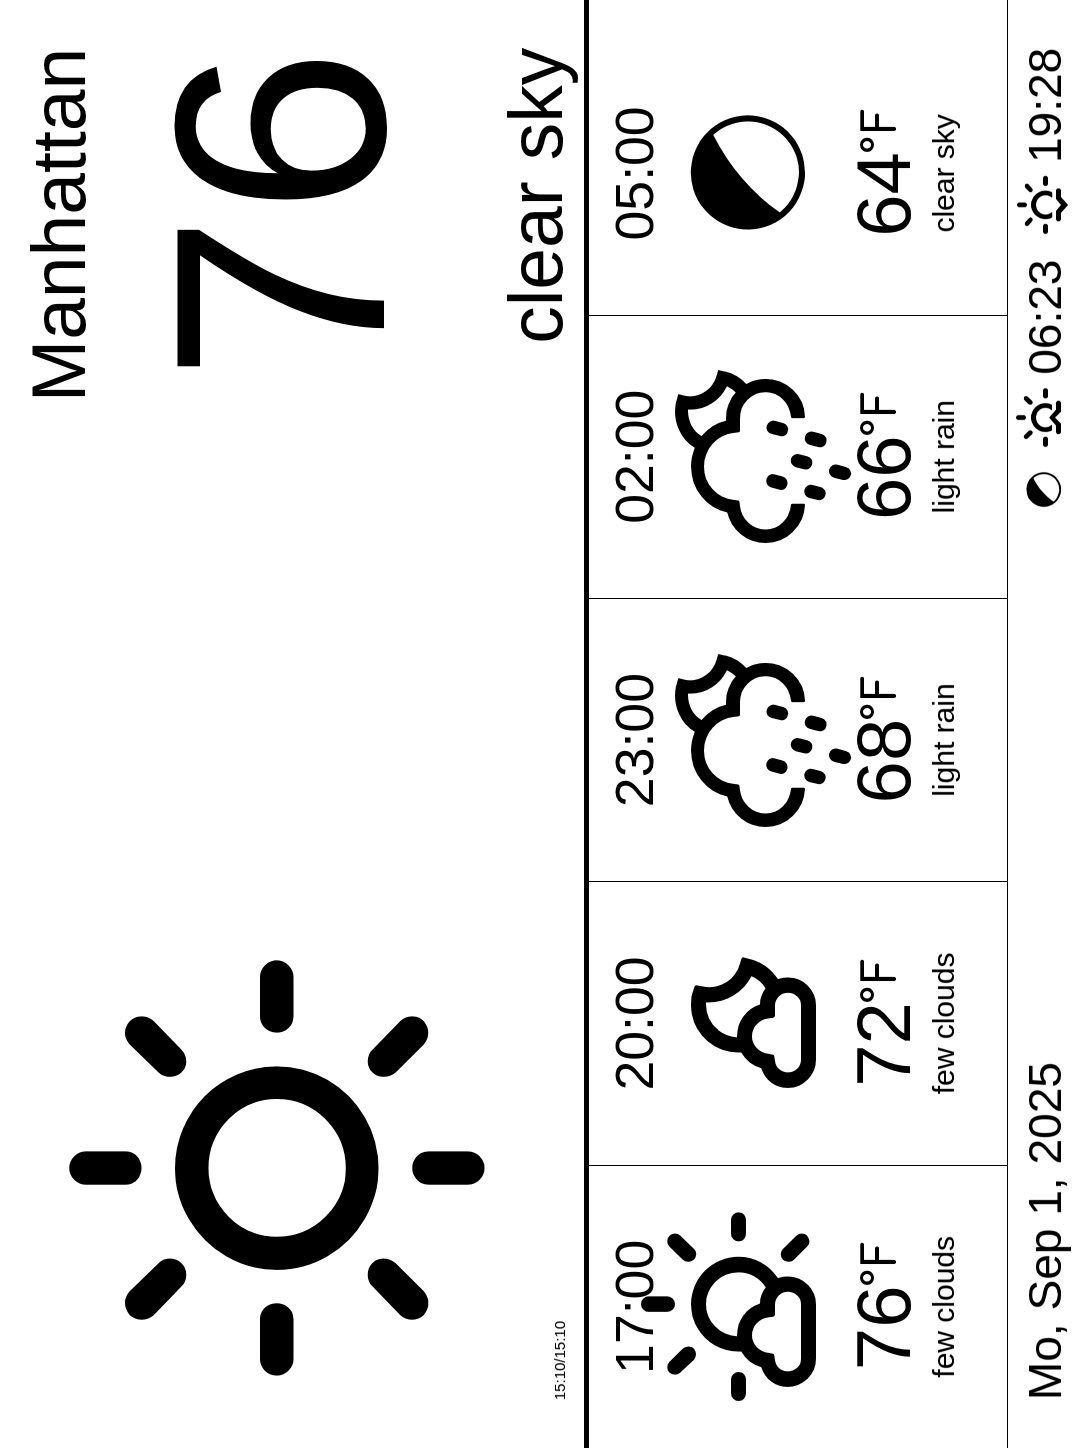 Manhattan
76
clear sky
15:10/15:10
17:00
76°F
few clouds
20:00
72°F
few clouds
23:00
68°F
light rain
02:00
66°F
light rain
05:00
64°F
clear sky
Mo, Sep 1, 2025
06:23
19:28